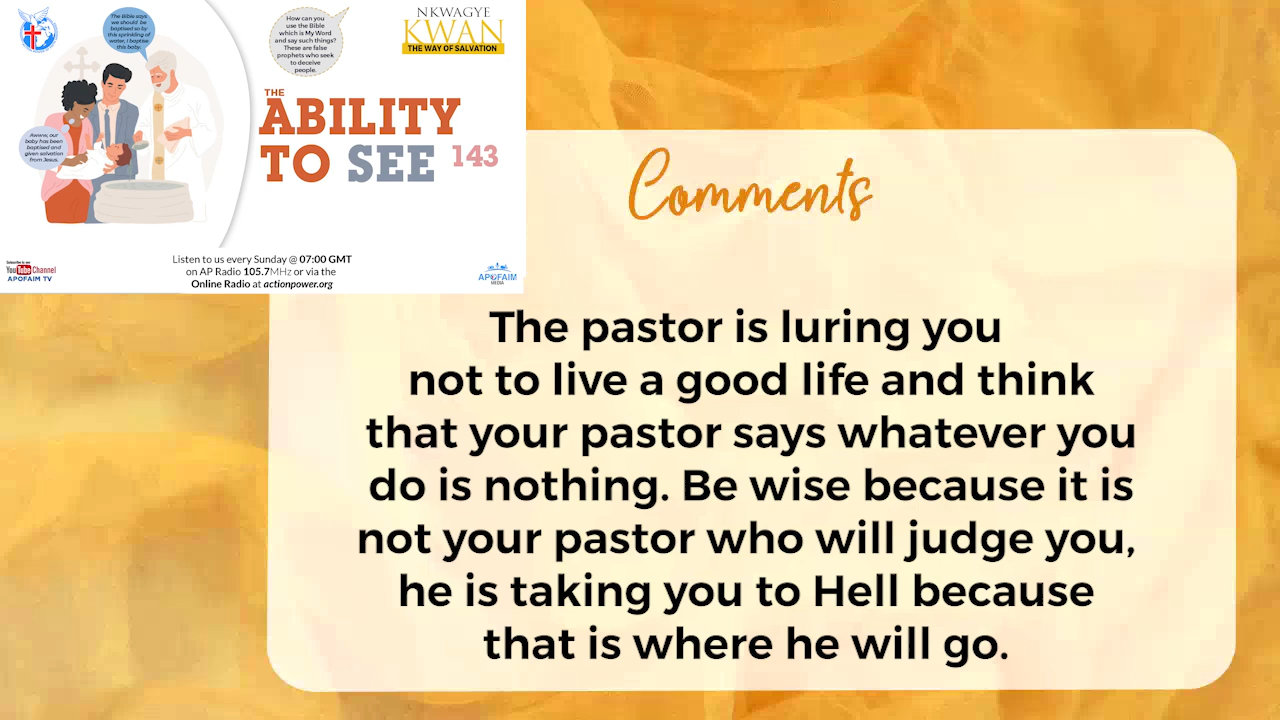 The Bible says
we should be
baptised so by
this sprinkling of
water, I baptise
this baby.
How can you
use the Bible
which is My Word
and say such things?
These are false
prophets who seek
to deceive
people.
NKWAGYE
KWAN
THE WAY OF SALVATION
THE
ABILITY
TO SEE 143
Awww, our
baby has been
baptised and
given salvation
from Jesus.
Listen to us every Sunday @ 07:00 GMT
on AP Radio 105.7MHz or via the
Online Radio at actionpower.org
Subscribe to our
YouTube Channel
APOFAIM TV
APOFAIM
MEDIA
Comments
The pastor is luring you
not to live a good life and think
that your pastor says whatever you
do is nothing. Be wise because it is
not your pastor who will judge you,
he is taking you to Hell because
that is where he will go.